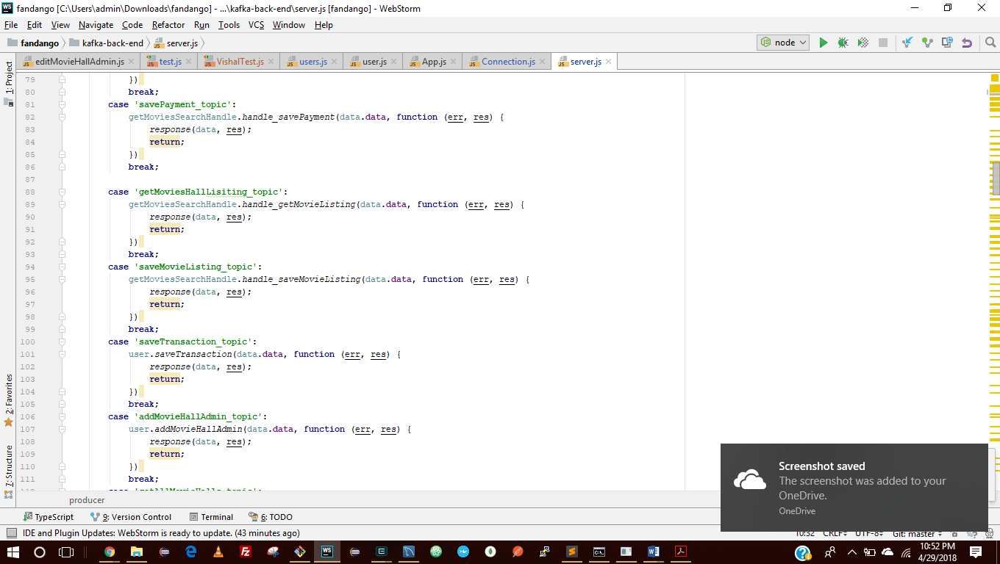 fandango [C:\Users\admin\Downloads\fandango] - ...\kafka-back-end\server.js [fandango] - WebStorm
File Edit View Navigate Code Refactor Run Tools VCS Window Help
fandango kafka-back-end server.js node
editMovieHallAdmin.js test.js VishalTest.js users.js user.js App.js Connection.js server.js
1: Project
2: Favorites
7: Structure
79 })
80 break;
81 case 'savePayment_topic':
82 getMoviesSearchHandle.handle_savePayment(data.data, function (err, res) {
83 response(data, res);
84 return;
85 })
86 break;
87
88 case 'getMoviesHallLisiting_topic':
89 getMoviesSearchHandle.handle_getMovieListing(data.data, function (err, res) {
90 response(data, res);
91 return;
92 })
93 break;
94 case 'saveMovieListing_topic':
95 getMoviesSearchHandle.handle_saveMovieListing(data.data, function (err, res) {
96 response(data, res);
97 return;
98 })
99 break;
100 case 'saveTransaction_topic':
101 user.saveTransaction(data.data, function (err, res) {
102 response(data, res);
103 return;
104 })
105 break;
106 case 'addMovieHallAdmin_topic':
107 user.addMovieHallAdmin(data.data, function (err, res) {
108 response(data, res);
109 return;
110 })
111 break;
producer
Screenshot saved
The screenshot was added to your
OneDrive.
OneDrive
TypeScript 9: Version Control Terminal 6: TODO
IDE and Plugin Updates: WebStorm is ready to update. (43 minutes ago) 10:32 CRLF UTF-8 Git: master
10:52 PM
4/29/2018